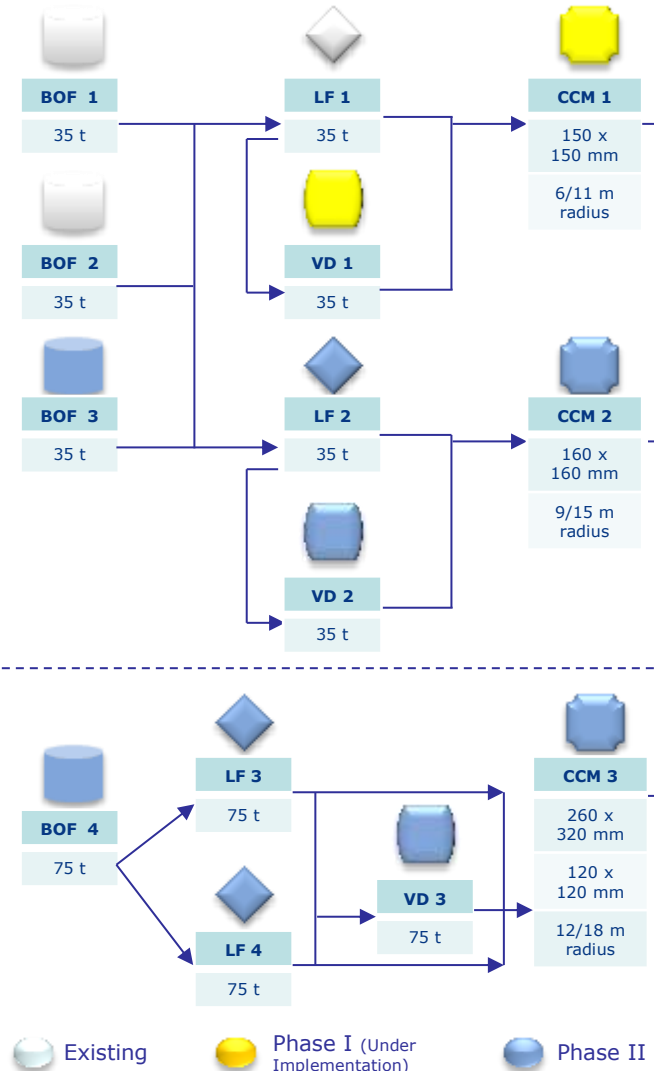 BOF 1
35 t
LF 1
35 t
CCM 1
150 x
150 mm
6/11 m
radius
BOF 2
35 t
VD 1
35 t
BOF 3
35 t
LF 2
35 t
CCM 2
160 x
160 mm
9/15 m
radius
VD 2
35 t
BOF 4
75 t
LF 3
75 t
LF 4
75 t
VD 3
75 t
CCM 3
260 x
320 mm
120 x
120 mm
12/18 m
radius
Existing
Phase I (Under
Implementation)
Phase II